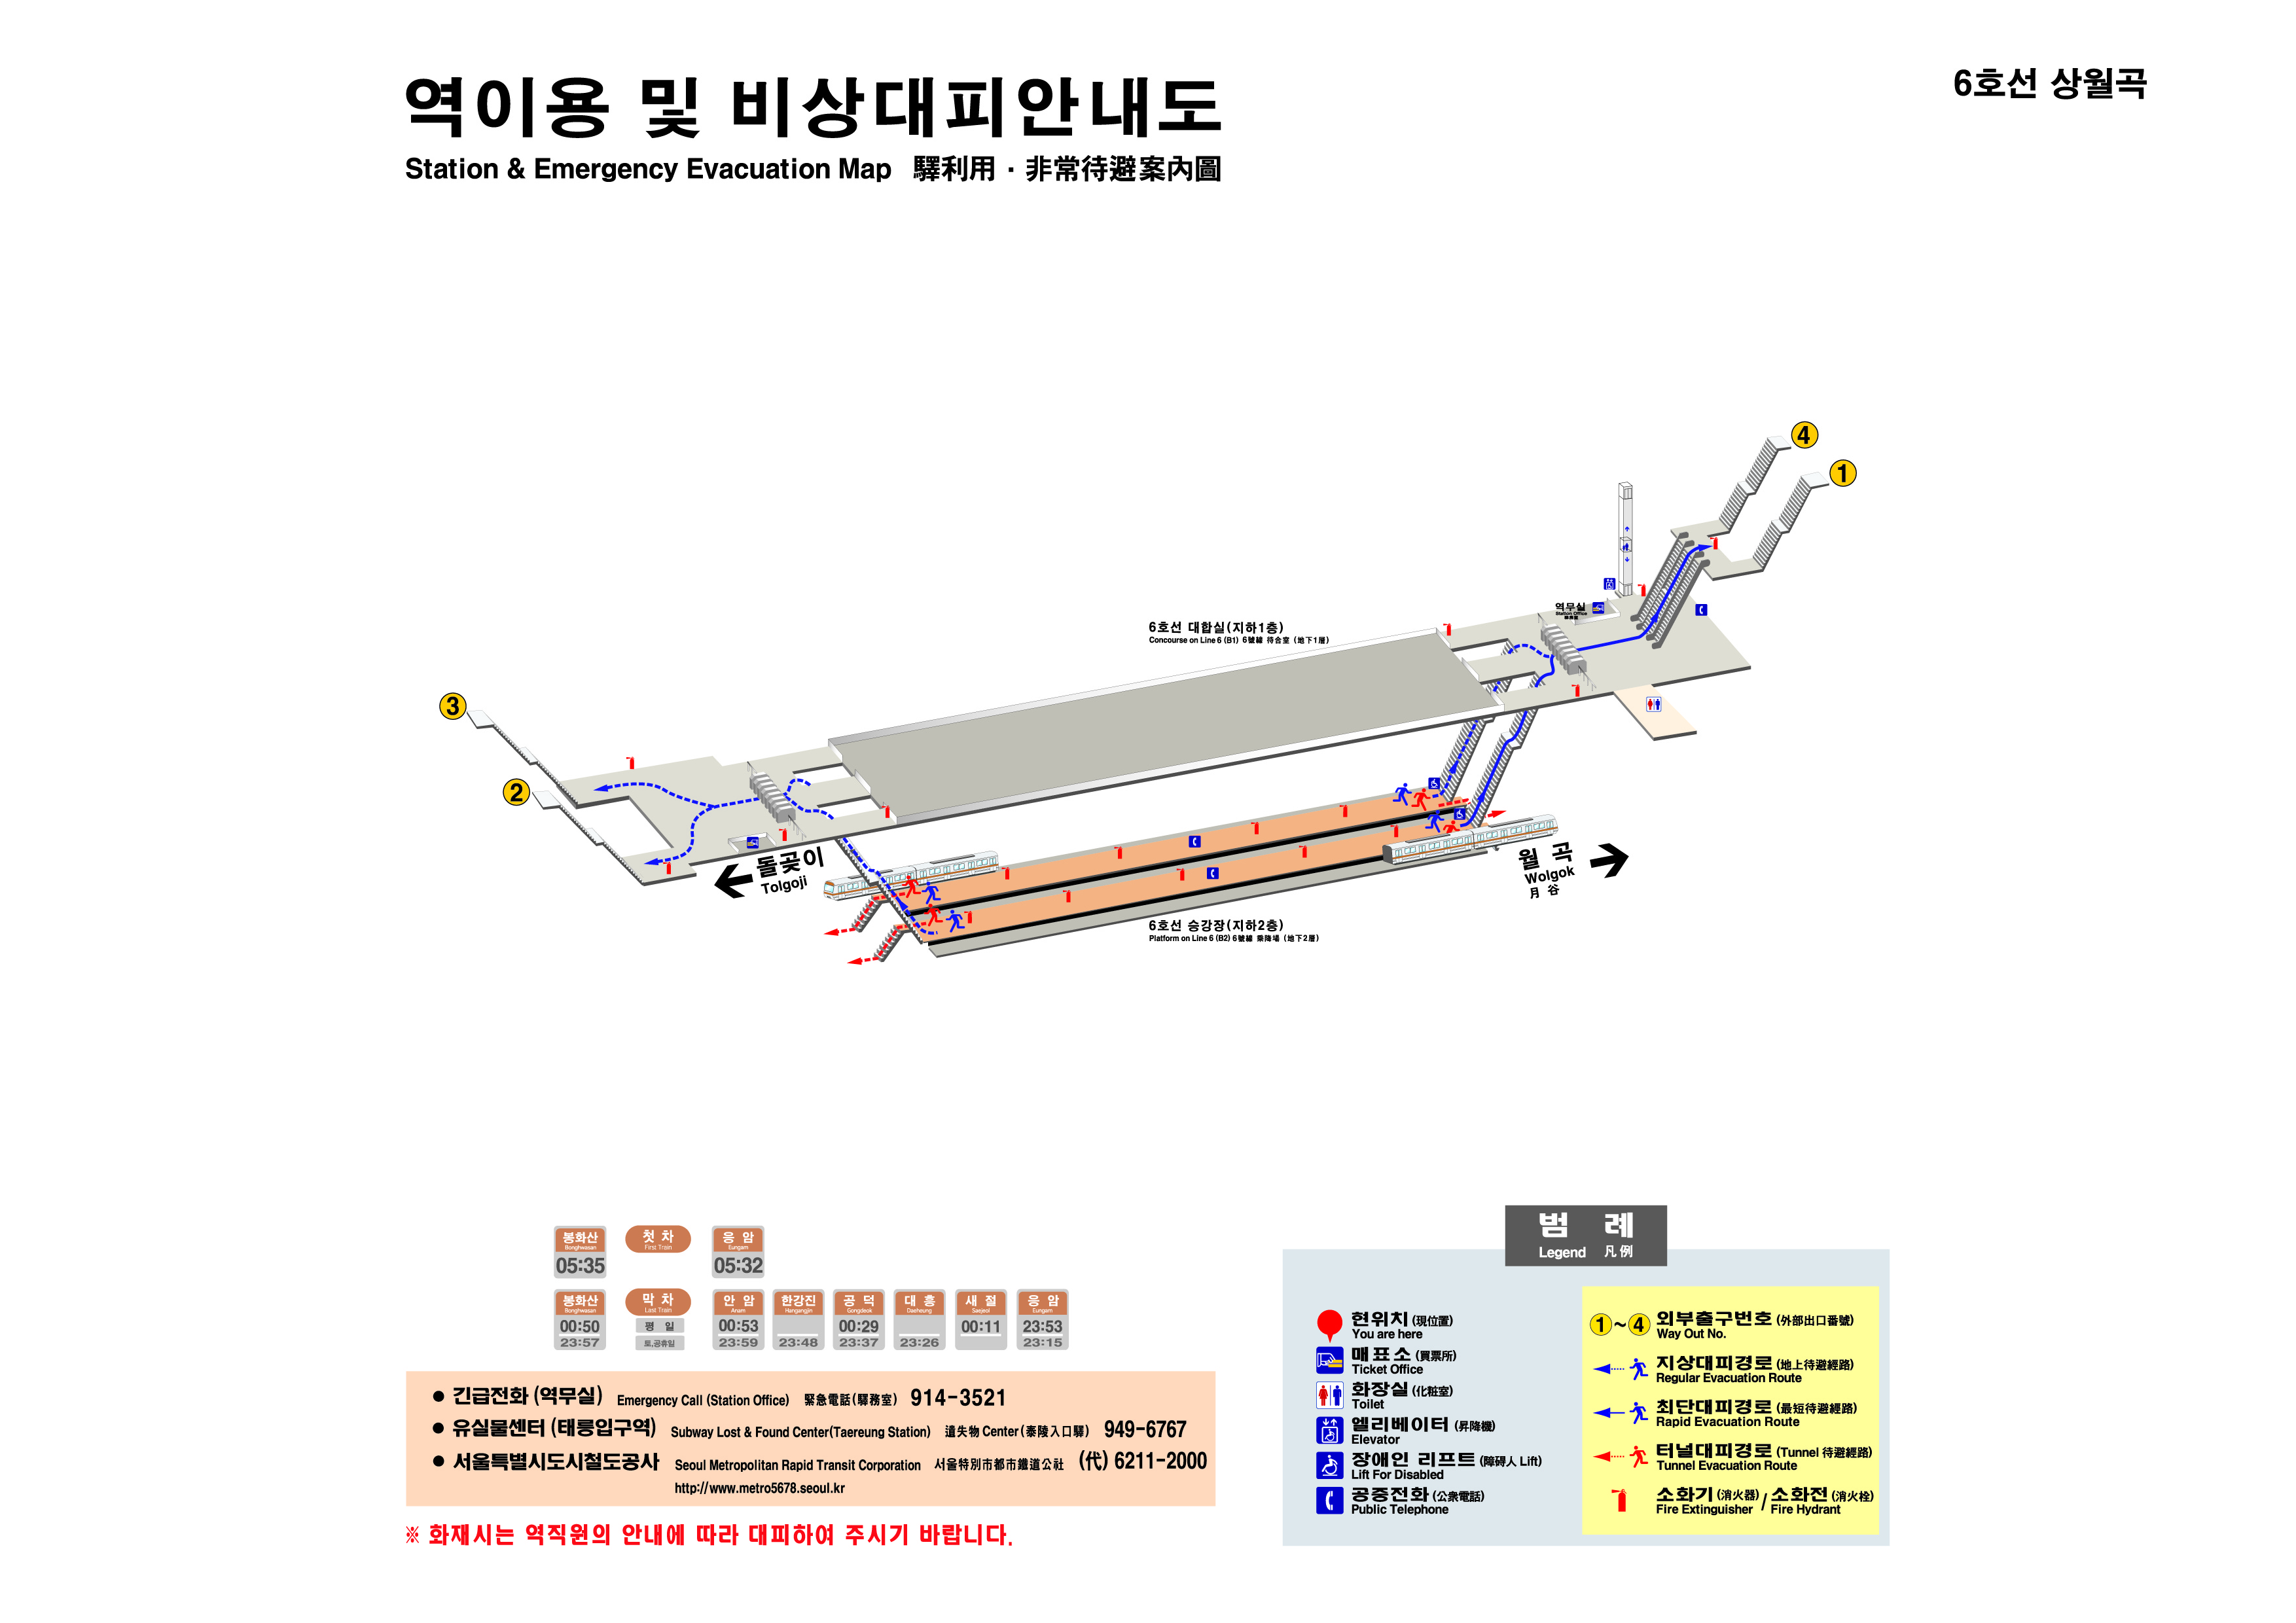 역이용 및 비상대피안내도
Station & Emergency Evacuation Map 驛利用 · 非常待避案內圖
6호선 상월곡
4
1
역무실
Station Office
6호선 대합실(지하1층)
Concourse on Line 6 (B1) 6號線 待合室 (地下1層)
3
2
돌곶이
Tolgoji
월 곡
Wolgok
月 谷
6호선 승강장(지하2층)
Platform on Line 6 (B2) 6號線 乘降場 (地下2層)
봉화산
Bonghwasan
05:35
첫 차
First Train
응 암
Eungam
05:32
봉화산
Bonghwasan
00:50
23:57
막 차
Last Train
평 일
토,공휴일
안 암
Anam
00:53
23:59
한강진
Hangangjin
23:48
공 덕
Gongdeok
00:29
23:37
대 흥
Daeheung
23:26
새 절
Saejeol
00:11
응 암
Eungam
23:53
23:15
● 긴급전화 (역무실) Emergency Call (Station Office) 緊急電話 (驛務室) 914-3521
● 유실물센터 (태릉입구역) Subway Lost & Found Center(Taereung Station) 遺失物 Center (泰陵入口驛) 949-6767
● 서울특별시도시철도공사 Seoul Metropolitan Rapid Transit Corporation 서울特別市都市鐵道公社 (代) 6211-2000
http://www.metro5678.seoul.kr
※ 화재시는 역직원의 안내에 따라 대피하여 주시기 바랍니다.
범 례
Legend 凡例
현위치 (現位置)
You are here
매표소 (買票所)
Ticket Office
화장실 (化粧室)
Toilet
엘리베이터 (昇降機)
Elevator
장애인 리프트 (障碍人 Lift)
Lift For Disabled
공중전화 (公衆電話)
Public Telephone
1~4 외부출구번호 (外部出口番號)
Way Out No.
지상대피경로 (地上待避經路)
Regular Evacuation Route
최단대피경로 (最短待避經路)
Rapid Evacuation Route
터널대피경로 (Tunnel 待避經路)
Tunnel Evacuation Route
소화기 (消火器) / 소화전 (消火栓)
Fire Extinguisher / Fire Hydrant